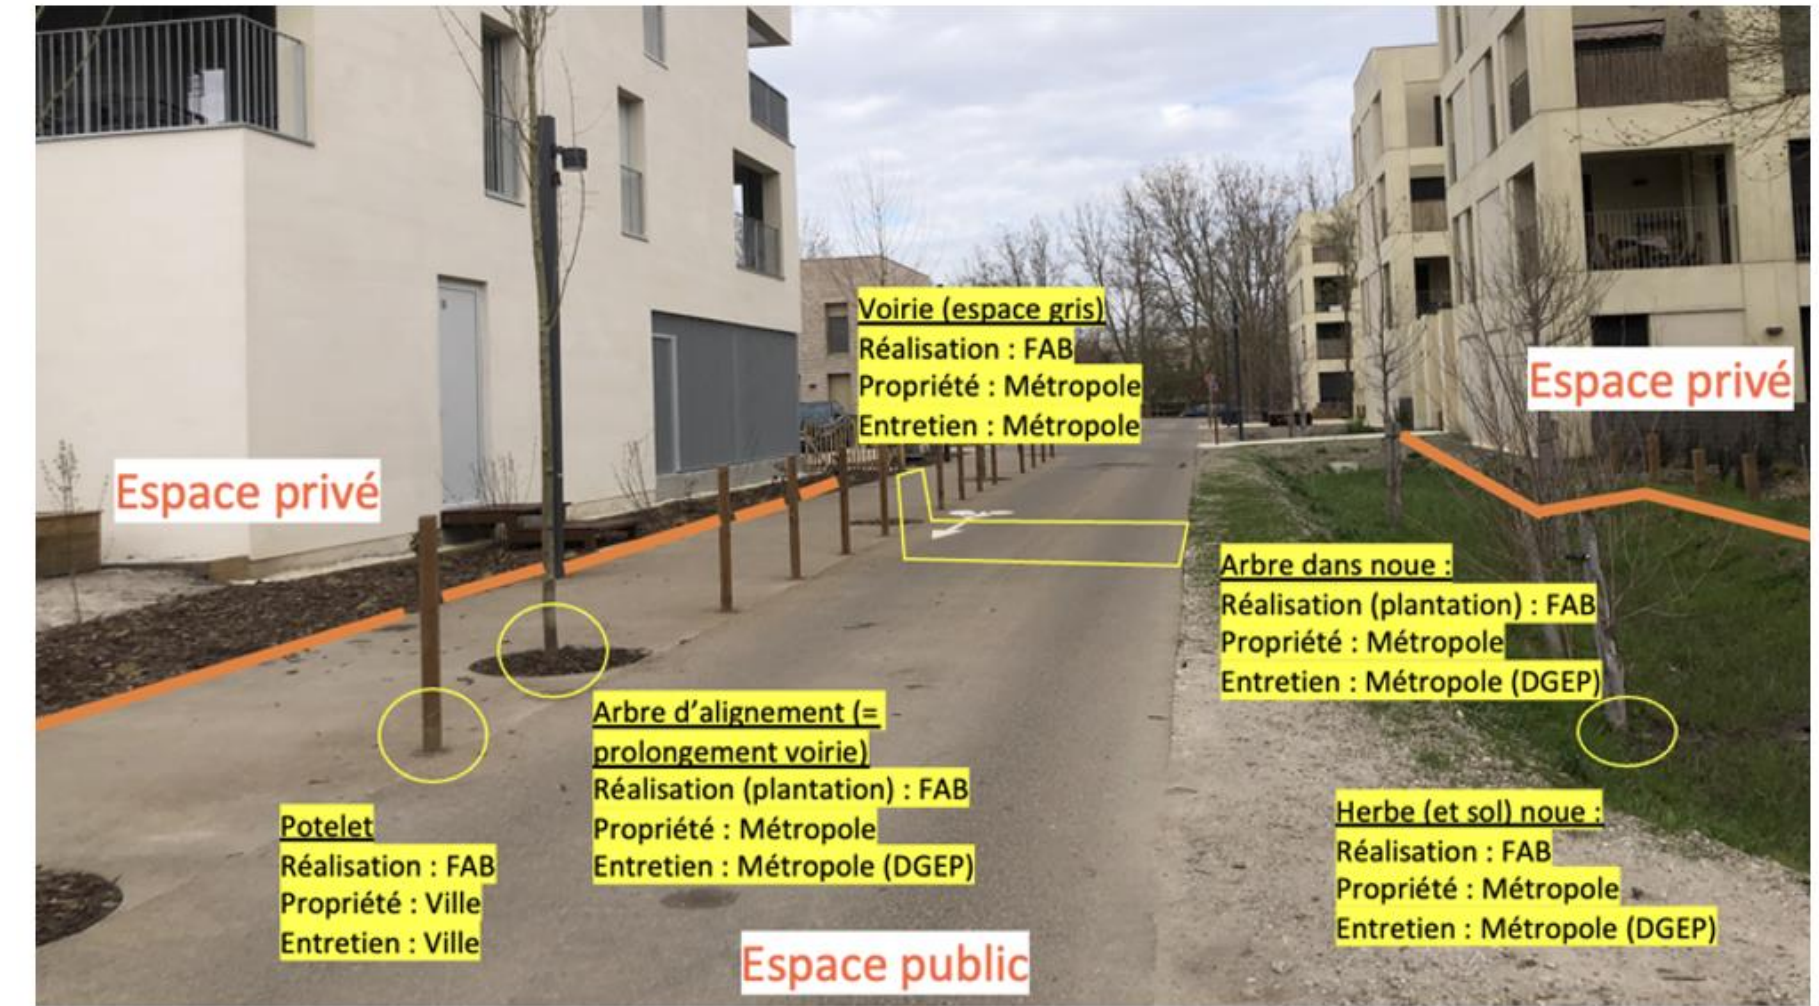 Voirie (espace gris)
Réalisation : FAB
Propriété : Métropole
Entretien : Métropole
Espace privé
Espace privé
Arbre dans noue :
Réalisation (plantation) : FAB
Propriété : Métropole
Entretien : Métropole (DGEP)
Arbre d’alignement (=
prolongement voirie)
Réalisation (plantation) : FAB
Propriété : Métropole
Entretien : Métropole (DGEP)
Potelet
Réalisation : FAB
Propriété : Ville
Entretien : Ville
Herbe (et sol) noue :
Réalisation : FAB
Propriété : Métropole
Entretien : Métropole (DGEP)
Espace public